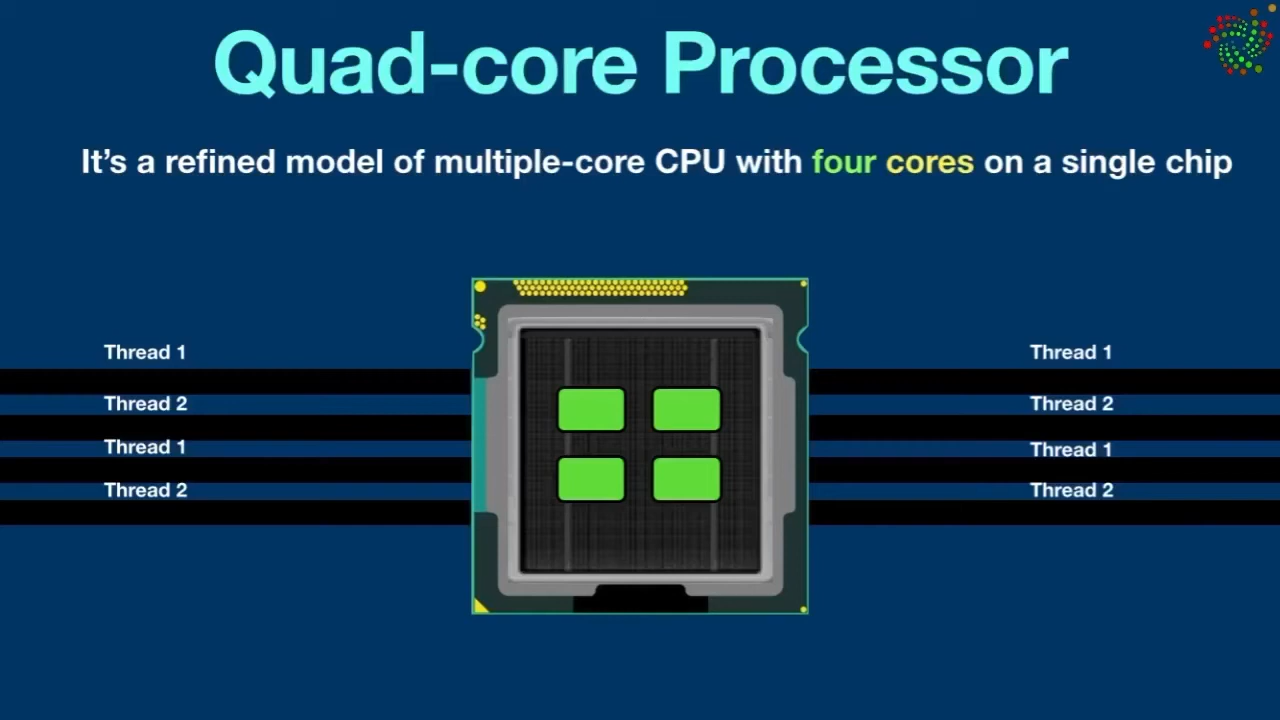 Quad-core Processor
It's a refined model of multiple-core CPU with four cores on a single chip
Thread 1
Thread 2
Thread 1
Thread 2
Thread 1
Thread 2
Thread 1
Thread 2